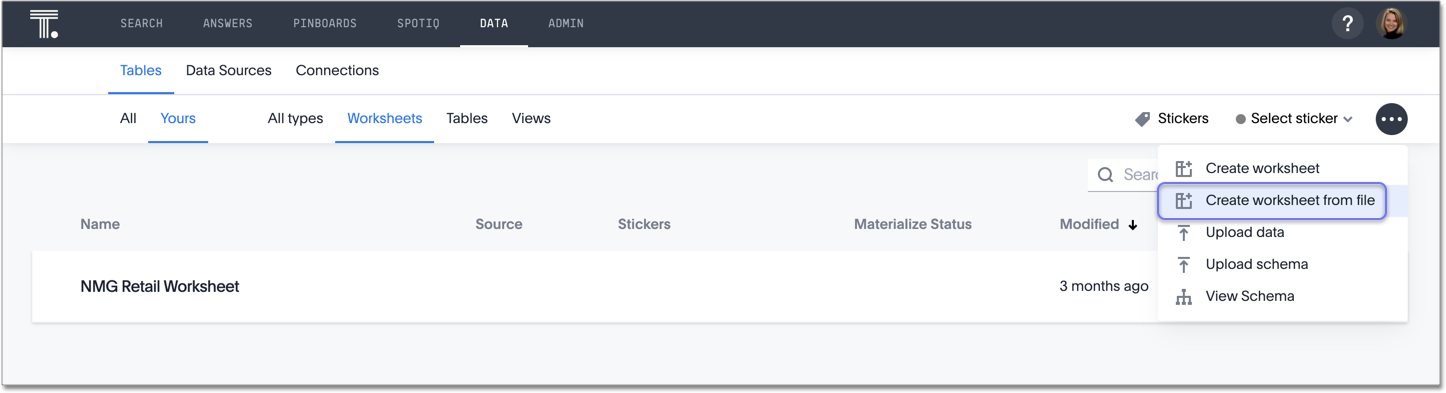 SEARCH ANSWERS PINBOARDS SPOTIQ DATA ADMIN ?
Tables Data Sources Connections
All Yours All types Worksheets Tables Views Stickers Select sticker
Create worksheet
Create worksheet from file
Upload data
Upload schema
View Schema
Name Source Stickers Materialize Status Modified
NMG Retail Worksheet 3 months ago